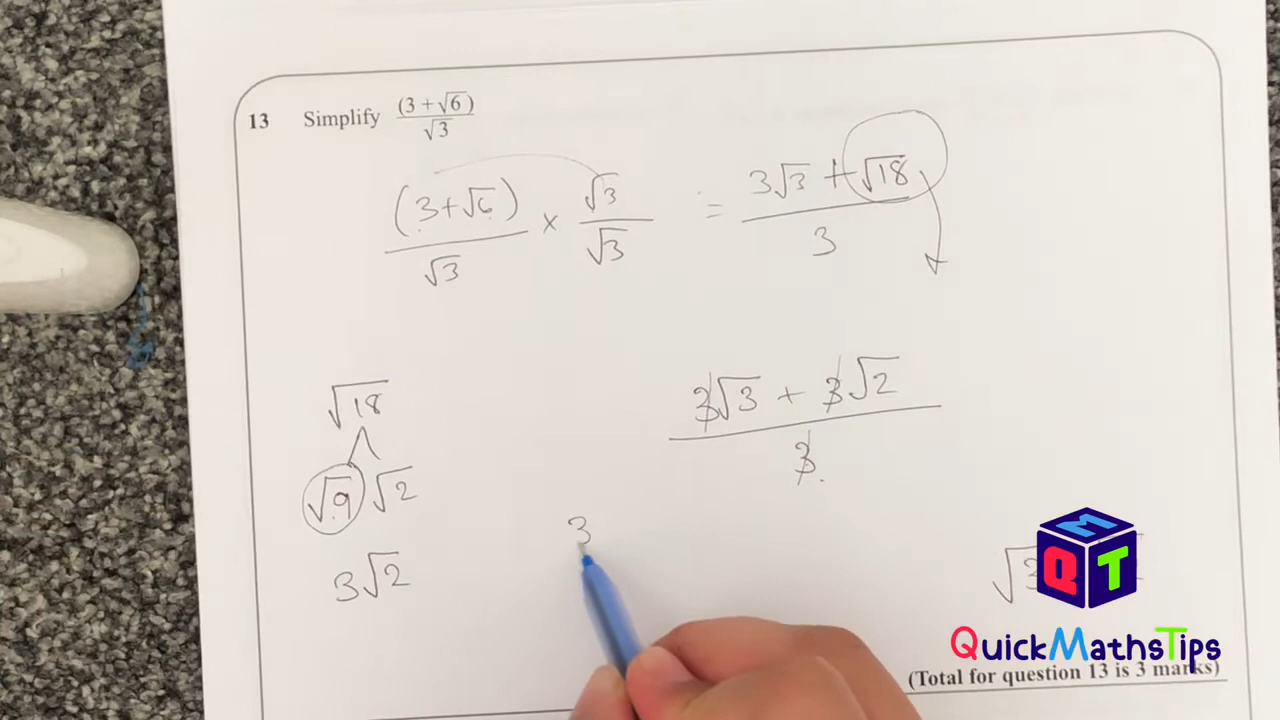 13 Simplify (3 + √6) / √3
(3 + √6) / √3 × √3 / √3 = 3√3 + √18 / 3
√18
√9 √2
3√2
3√3 + 3√2 / 3
3
√3
M Q T
QuickMathsTips
(Total for question 13 is 3 marks)